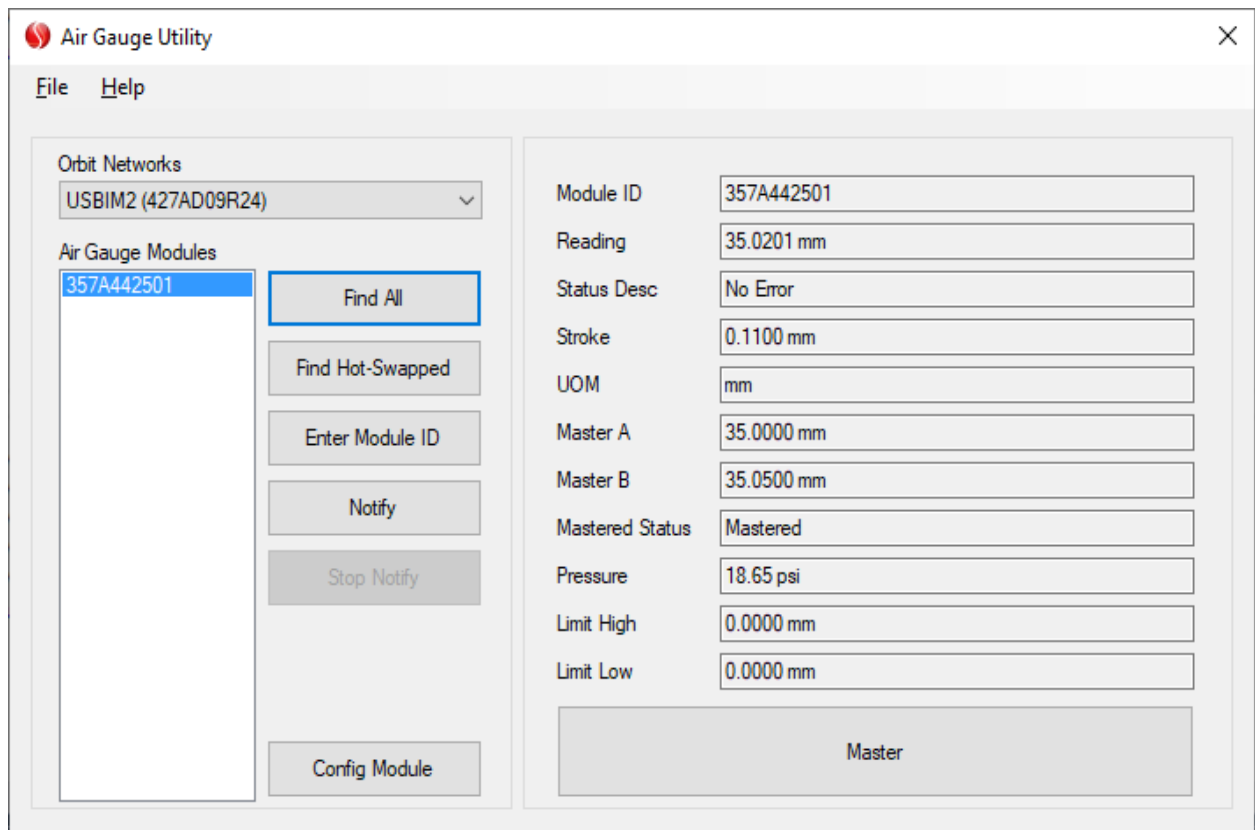 Air Gauge Utility
File Help
Orbit Networks
USBIM2 (427AD09R24)
Air Gauge Modules
357A442501
Find All
Find Hot-Swapped
Enter Module ID
Notify
Stop Notify
Config Module
Module ID 357A442501
Reading 35.0201 mm
Status Desc No Error
Stroke 0.1100 mm
UOM mm
Master A 35.0000 mm
Master B 35.0500 mm
Mastered Status Mastered
Pressure 18.65 psi
Limit High 0.0000 mm
Limit Low 0.0000 mm
Master